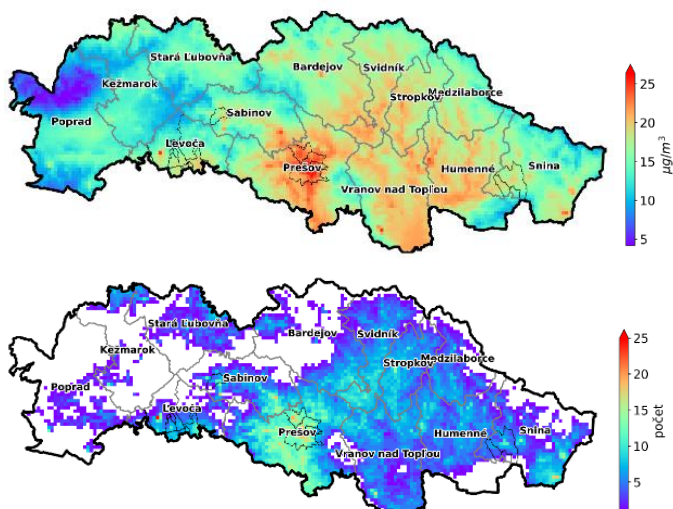 Stará Ľubovňa
Bardejov
Svidník
Kežmarok
Stropkov
Medzilaborce
Poprad
Sabinov
Levoča
Prešov
Humenné
Snina
Vranov nad Topľou
25
20
15
10
5
µg/m³
Stará Ľubovňa
Bardejov
Svidník
Kežmarok
Stropkov
Medzilaborce
Poprad
Sabinov
Levoča
Prešov
Humenné
Snina
Vranov nad Topľou
25
20
15
10
5
počet